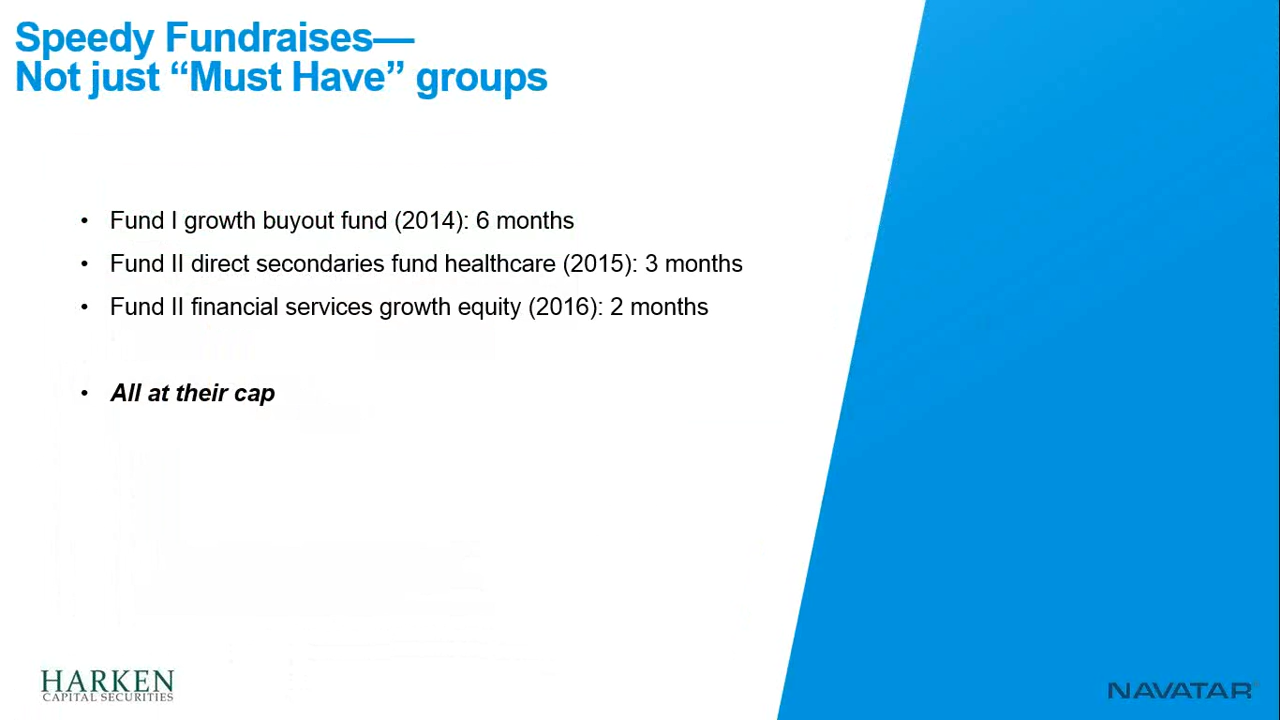 Speedy Fundraises—
Not just “Must Have” groups
• Fund I growth buyout fund (2014): 6 months
• Fund II direct secondaries fund healthcare (2015): 3 months
• Fund II financial services growth equity (2016): 2 months
• All at their cap
HARKEN
CAPITAL SECURITIES
NAVATAR